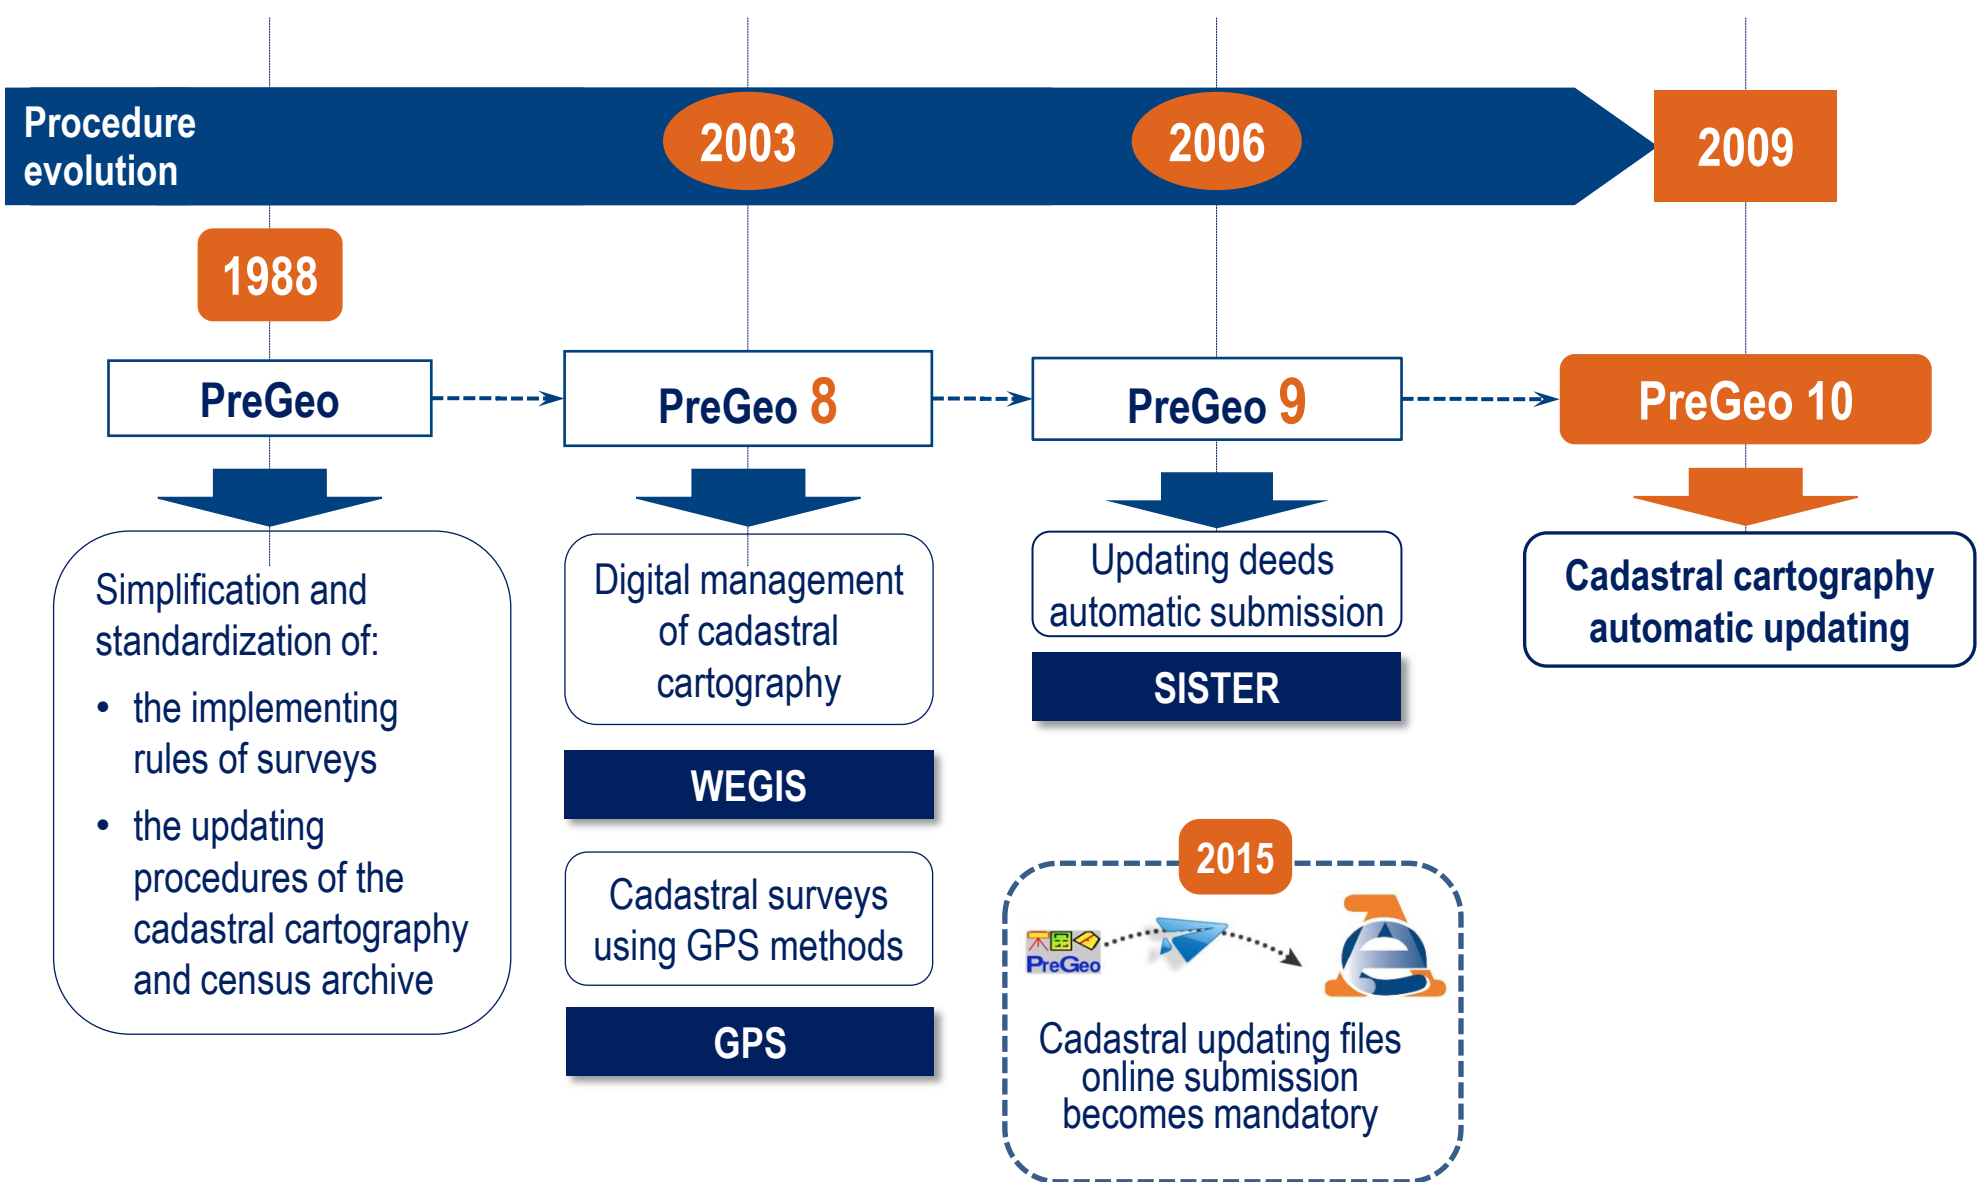 Procedure
evolution
2003
2006
2009
1988
PreGeo
PreGeo 8
PreGeo 9
PreGeo 10
Simplification and
standardization of:
• the implementing
rules of surveys
• the updating
procedures of the
cadastral cartography
and census archive
Digital management
of cadastral
cartography
WEGIS
Cadastral surveys
using GPS methods
GPS
Updating deeds
automatic submission
SISTER
2015
PreGeo
Cadastral updating files
online submission
becomes mandatory
Cadastral cartography
automatic updating